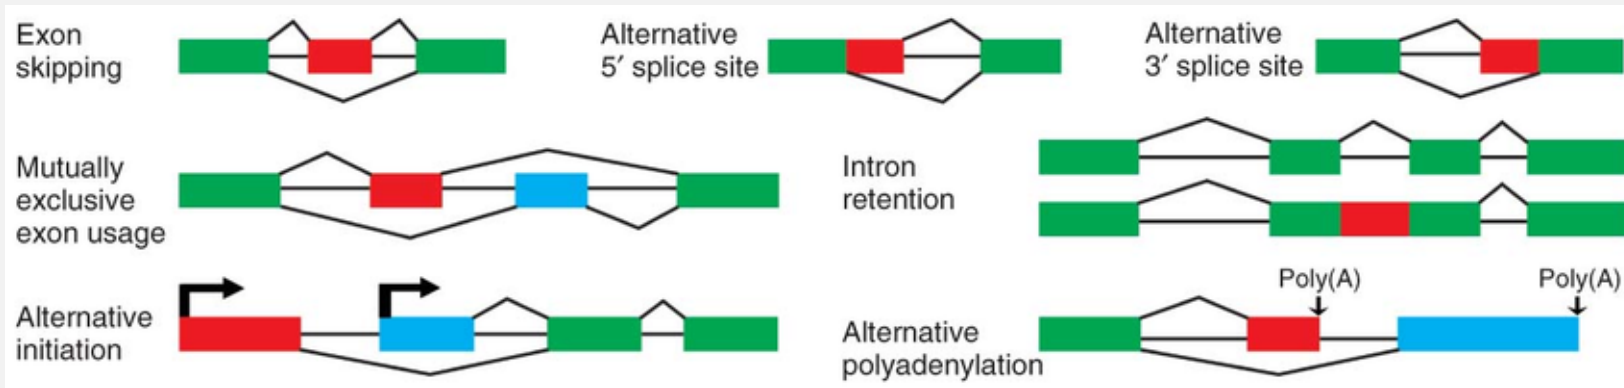 Exon
skipping
Alternative
5′ splice site
Alternative
3′ splice site
Mutually
exclusive
exon usage
Intron
retention
Alternative
initiation
Poly(A)
Poly(A)
Alternative
polyadenylation